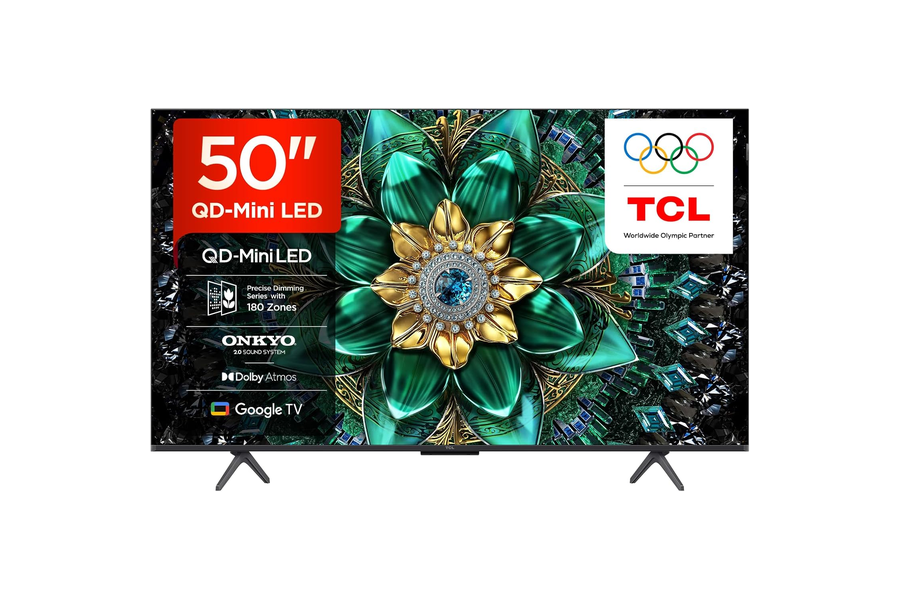 50"
QD-Mini LED
QD-Mini LED
Precise Dimming
Series with
180 Zones
ONKYO
2.0 SOUND SYSTEM
Dolby Atmos
Google TV
TCL
Worldwide Olympic Partner
TCL